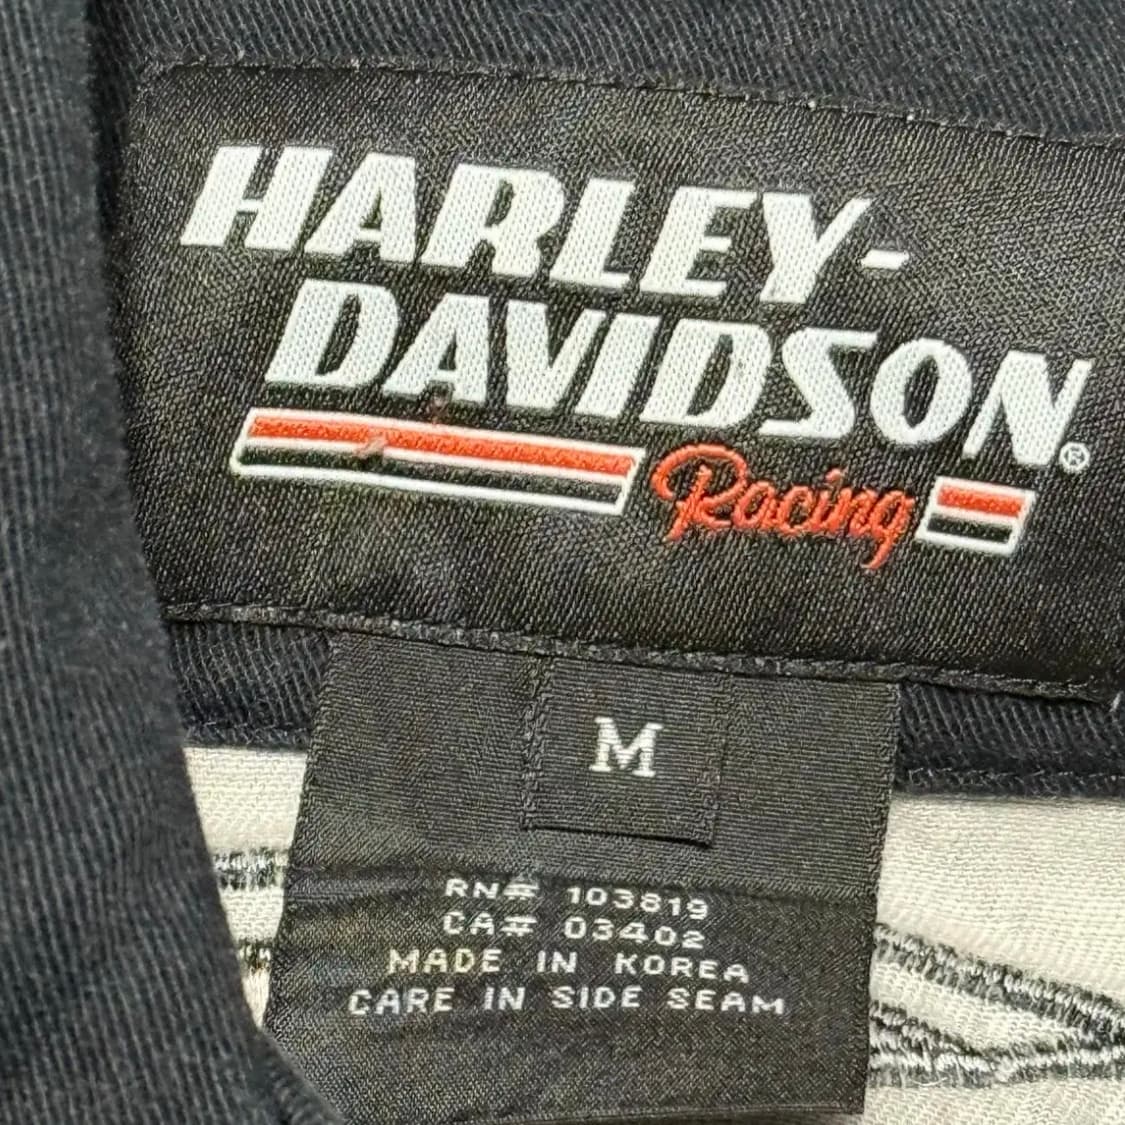 HARLEY-
DAVIDSON®
Racing
M
RN# 103819
CA# 03402
MADE IN KOREA
CARE IN SIDE SEAM